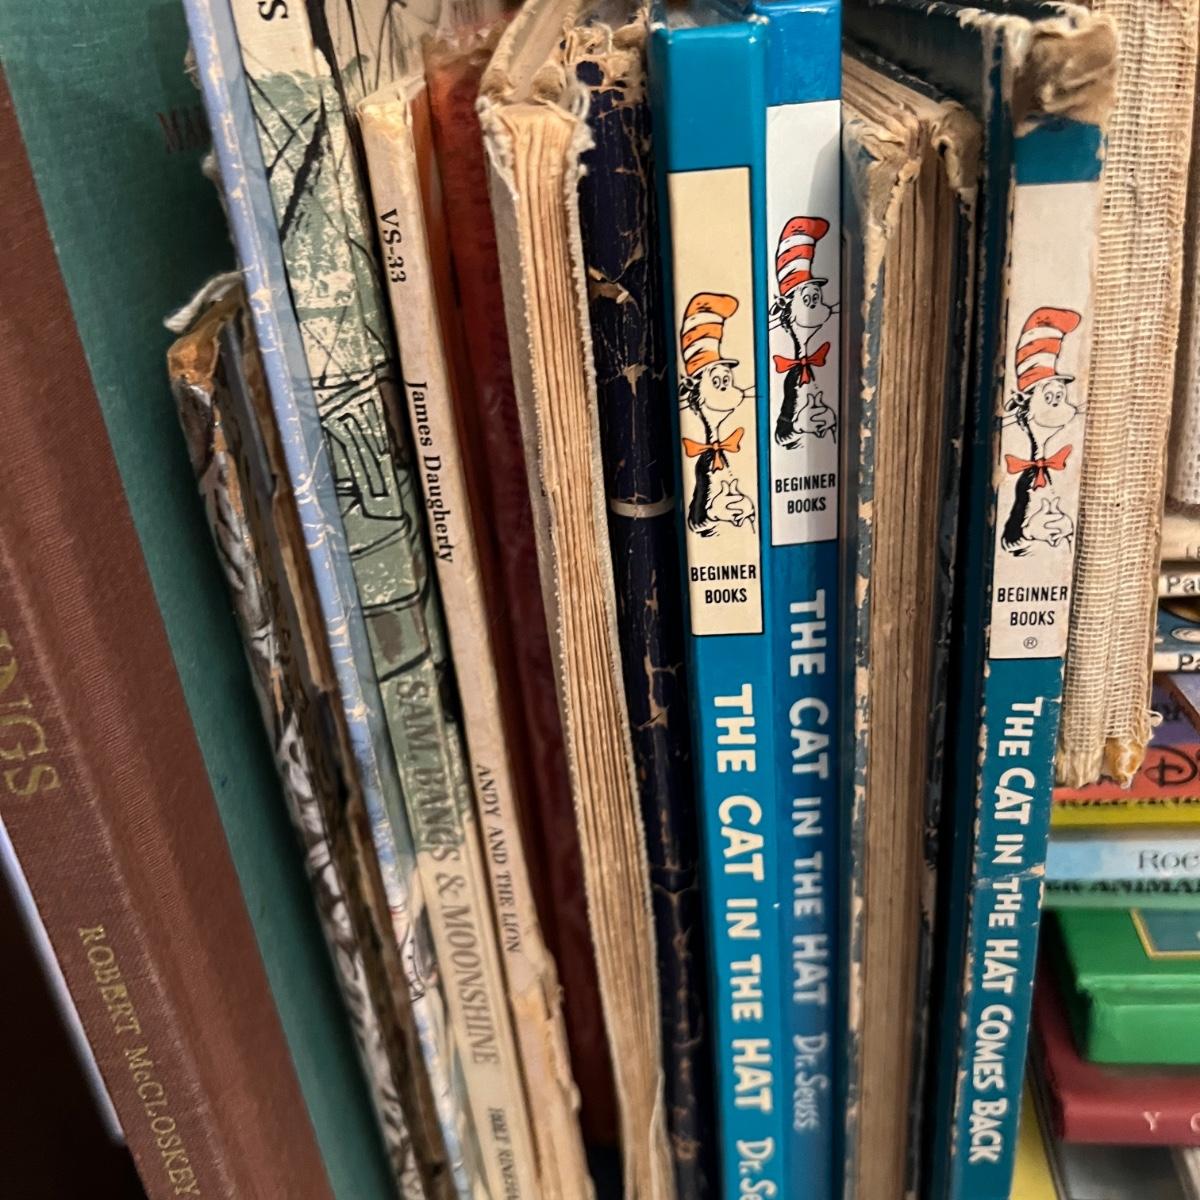 S
VS-33
James Daugherty
ANDY AND THE LION
SAM, BANGS & MOONSHINE
HOLT
ROBERT McCLOSKEY
BEGINNER
BOOKS
THE CAT IN THE HAT
BEGINNER
BOOKS
THE CAT IN THE HAT Dr. Seuss
BEGINNER
BOOKS
®
THE CAT IN THE HAT COMES BACK